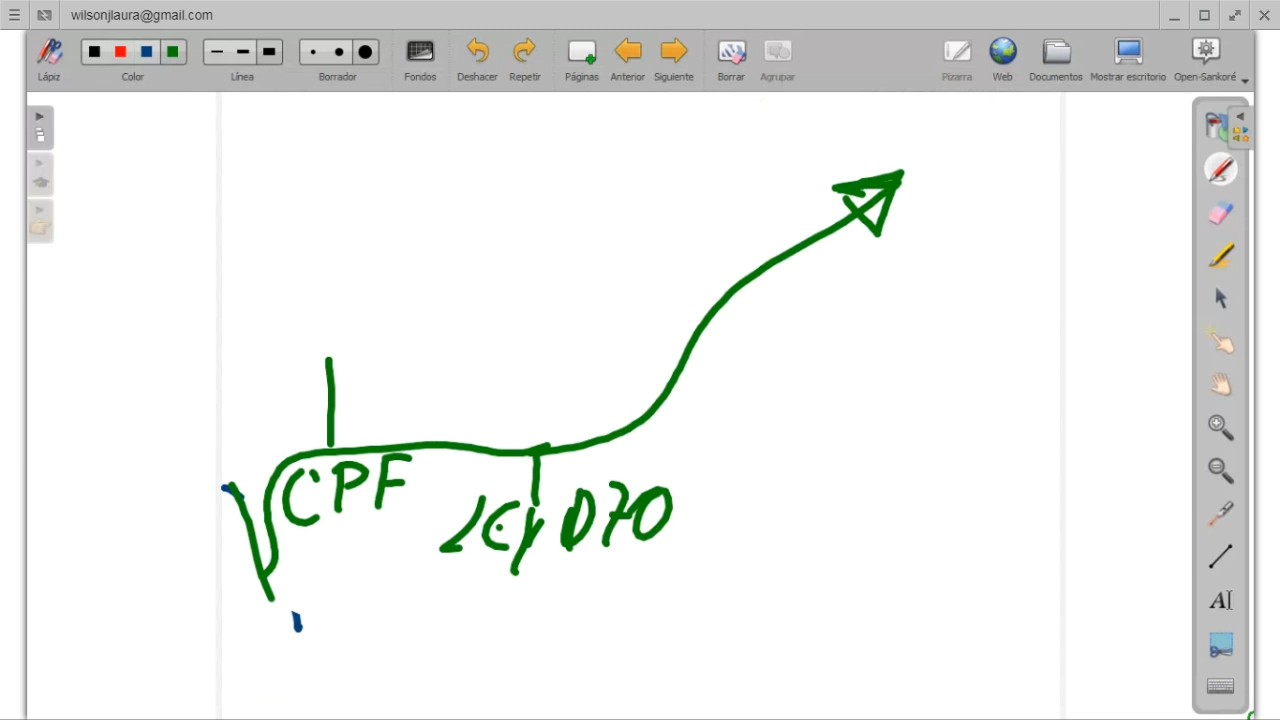 wilsonjlaura@gmail.com
Lápiz Color Línea Borrador Fondos Deshacer Repetir Páginas Anterior Siguiente Borrar Agrupar Pizarra Web Documentos Mostrar escritorio Open-Sankoré
CPF
Ley 070